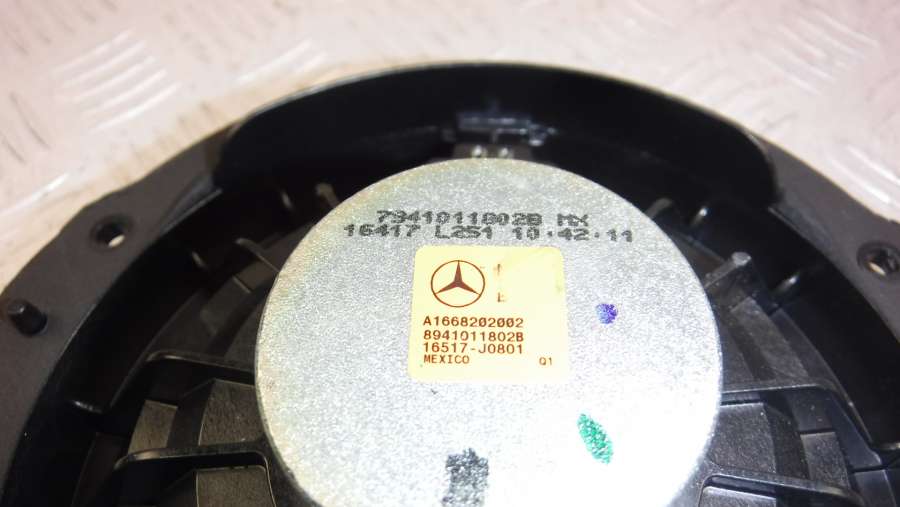 7941011802B MX
16417 L251 10.42.11
A1668202002
8941011802B
16517-J0801
MEXICO Q1